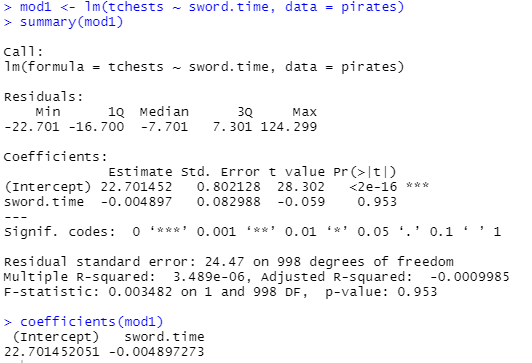 > mod1 <- lm(tchests ~ sword.time, data = pirates)
> summary(mod1)
Call:
lm(formula = tchests ~ sword.time, data = pirates)
Residuals:
    Min      1Q  Median      3Q     Max
-22.701 -16.700  -7.701   7.301 124.299
Coefficients:
             Estimate Std. Error t value Pr(>|t|)
(Intercept) 22.701452   0.802128  28.302   <2e-16 ***
sword.time  -0.004897   0.082988  -0.059    0.953
---
Signif. codes:  0 ‘***’ 0.001 ‘**’ 0.01 ‘*’ 0.05 ‘.’ 0.1 ‘ ’ 1
Residual standard error: 24.47 on 998 degrees of freedom
Multiple R-squared:  3.489e-06, Adjusted R-squared:  -0.0009985
F-statistic: 0.003482 on 1 and 998 DF,  p-value: 0.953
> coefficients(mod1)
 (Intercept)   sword.time
22.701452051 -0.004897273